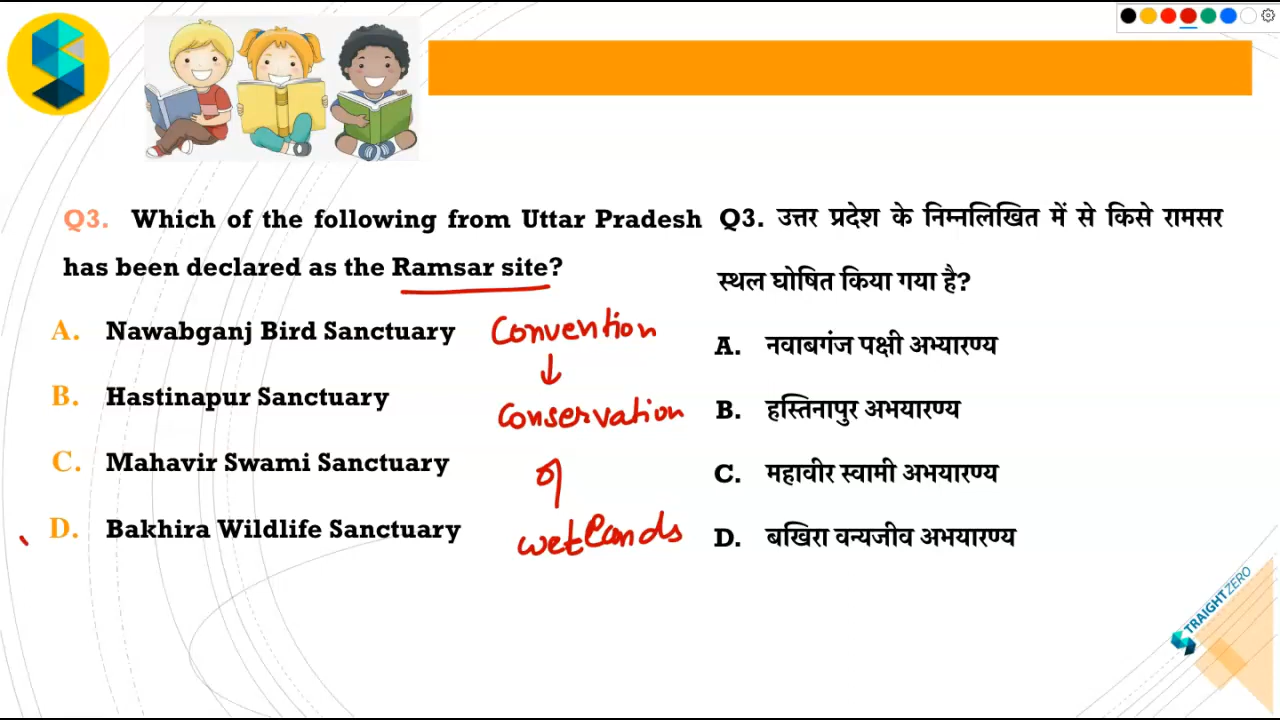 Q3. Which of the following from Uttar Pradesh
has been declared as the Ramsar site?
A. Nawabganj Bird Sanctuary
B. Hastinapur Sanctuary
C. Mahavir Swami Sanctuary
D. Bakhira Wildlife Sanctuary
Convention
↓
Conservation
of
wetlands
Q3. उत्तर प्रदेश के निम्नलिखित में से किसे रामसर
स्थल घोषित किया गया है?
A. नवाबगंज पक्षी अभ्यारण्य
B. हस्तिनापुर अभयारण्य
C. महावीर स्वामी अभयारण्य
D. बखिरा वन्यजीव अभयारण्य
STRAIGHTZERO